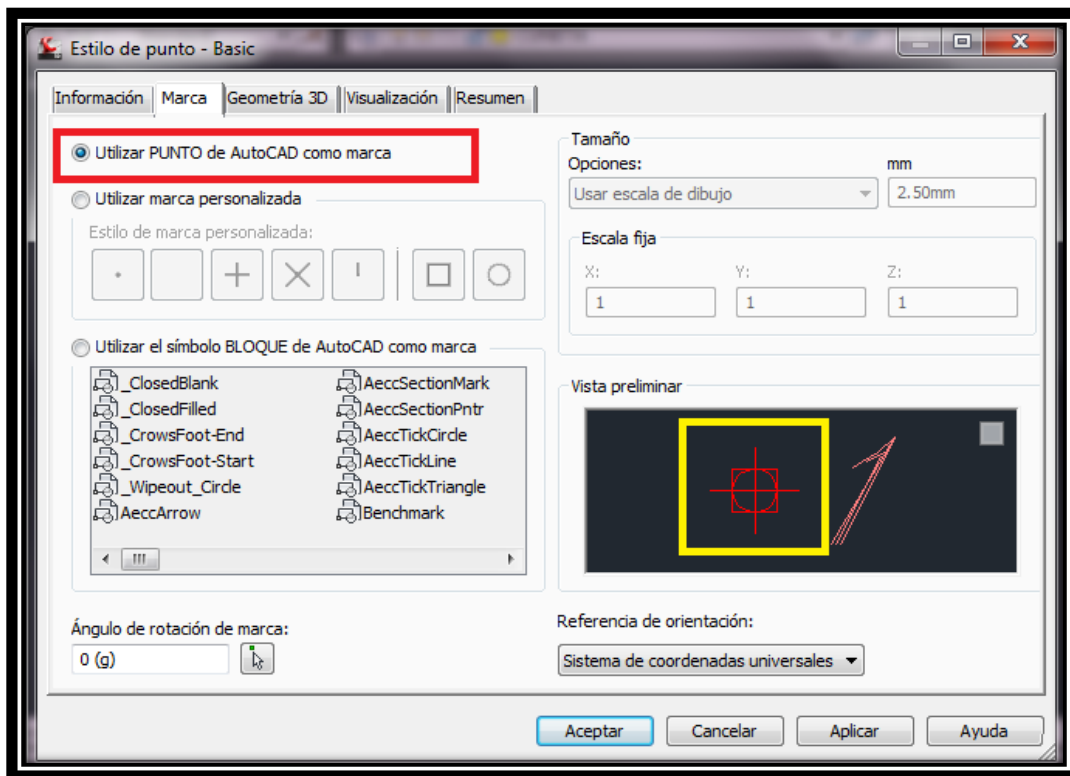 Estilo de punto - Basic
Información Marca Geometría 3D Visualización Resumen
Utilizar PUNTO de AutoCAD como marca
Utilizar marca personalizada
Estilo de marca personalizada:
Utilizar el símbolo BLOQUE de AutoCAD como marca
_ClosedBlank AeccSectionMark
_ClosedFilled AeccSectionPntr
_CrowsFoot-End AeccTickCircle
_CrowsFoot-Start AeccTickLine
_Wipeout_Circle AeccTickTriangle
AeccArrow Benchmark
Ángulo de rotación de marca:
0 (g)
Tamaño
Opciones: mm
Usar escala de dibujo 2.50mm
Escala fija
X: Y: Z:
1 1 1
Vista preliminar
1
Referencia de orientación:
Sistema de coordenadas universales
Aceptar Cancelar Aplicar Ayuda